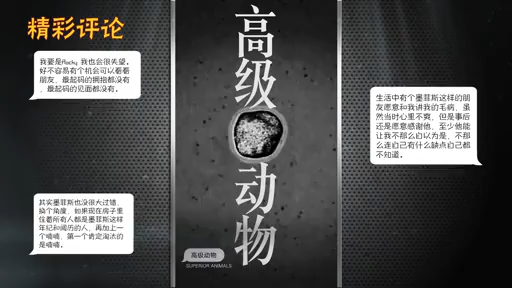 精彩评论
我要是Ricky 我也会很失望。
好不容易有个机会可以看看
朋友、最起码的拥抱都没有
、最起码的见面都没有。
高级动物
生活中有个墨菲斯这样的朋
友愿意和我讲我的毛病，虽
然当时心里不爽，但是事后
还是愿意感谢他，至少他能
让我不那么自以为是，不那
么连自己有什么缺点自己都
不知道。
其实墨菲斯也没很大过错，
换个角度，如果现在房子里
住着所有人都是墨菲斯这样
年纪和阅历的人，再加上一
个喃喃，第一个肯定淘汰的
是喃喃。
高级动物
SUPERIOR ANIMALS